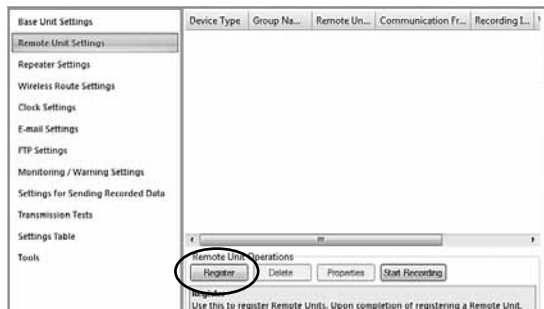 Base Unit Settings
Remote Unit Settings
Repeater Settings
Wireless Route Settings
Clock Settings
E-mail Settings
FTP Settings
Monitoring / Warning Settings
Settings for Sending Recorded Data
Transmission Tests
Settings Table
Tools
Device Type Group Na... Remote Un... Communication Fr... Recording I...
Remote Unit Operations
Register Delete Properties Start Recording
Register
Use this to register Remote Units. Upon completion of registering a Remote Unit,